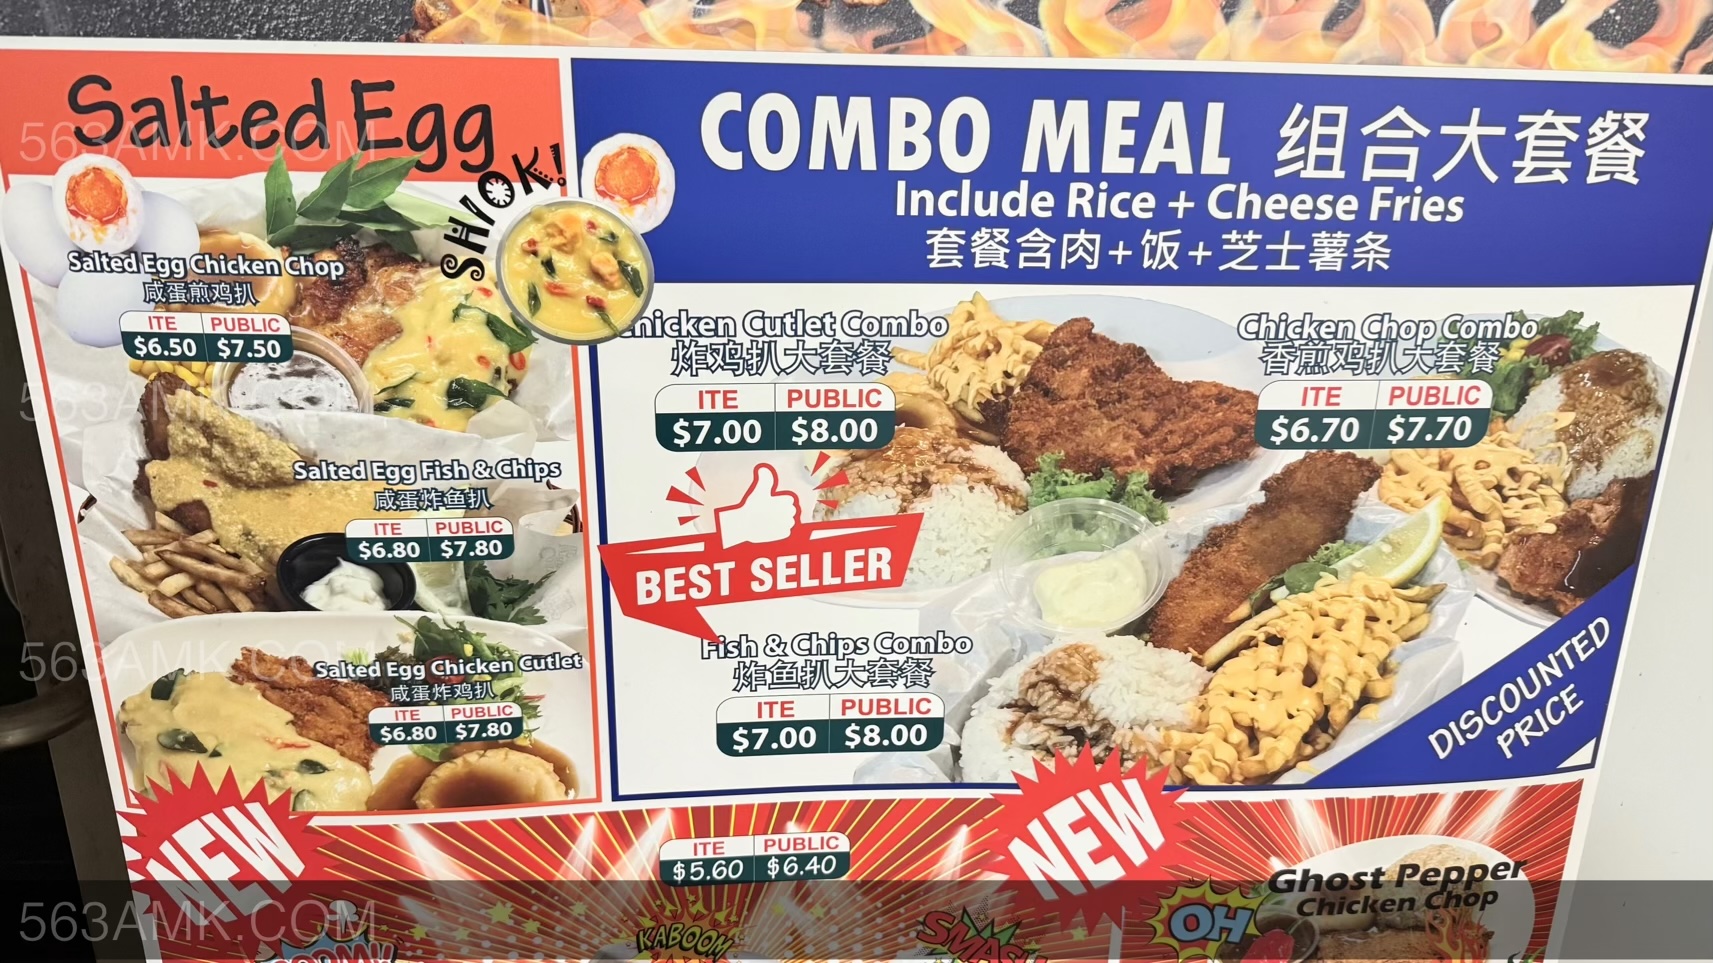 Salted Egg
SHIOK!
Salted Egg Chicken Chop
咸蛋煎鸡扒
ITE PUBLIC
$6.50 $7.50
Salted Egg Fish & Chips
咸蛋炸鱼扒
ITE PUBLIC
$6.80 $7.80
Salted Egg Chicken Cutlet
咸蛋炸鸡扒
ITE PUBLIC
$6.80 $7.80
COMBO MEAL 组合大套餐
Include Rice + Cheese Fries
套餐含肉+饭+芝士薯条
Chicken Cutlet Combo
炸鸡扒大套餐
ITE PUBLIC
$7.00 $8.00
Chicken Chop Combo
香煎鸡扒大套餐
ITE PUBLIC
$6.70 $7.70
BEST SELLER
Fish & Chips Combo
炸鱼扒大套餐
ITE PUBLIC
$7.00 $8.00
DISCOUNTED
PRICE
NEW
ITE PUBLIC
$5.60 $6.40
NEW
Ghost Pepper
Chicken Chop
OH
KABOOM
SMASH
563AMK.COM
563AMK.COM
563AMK.COM
563AMK.COM